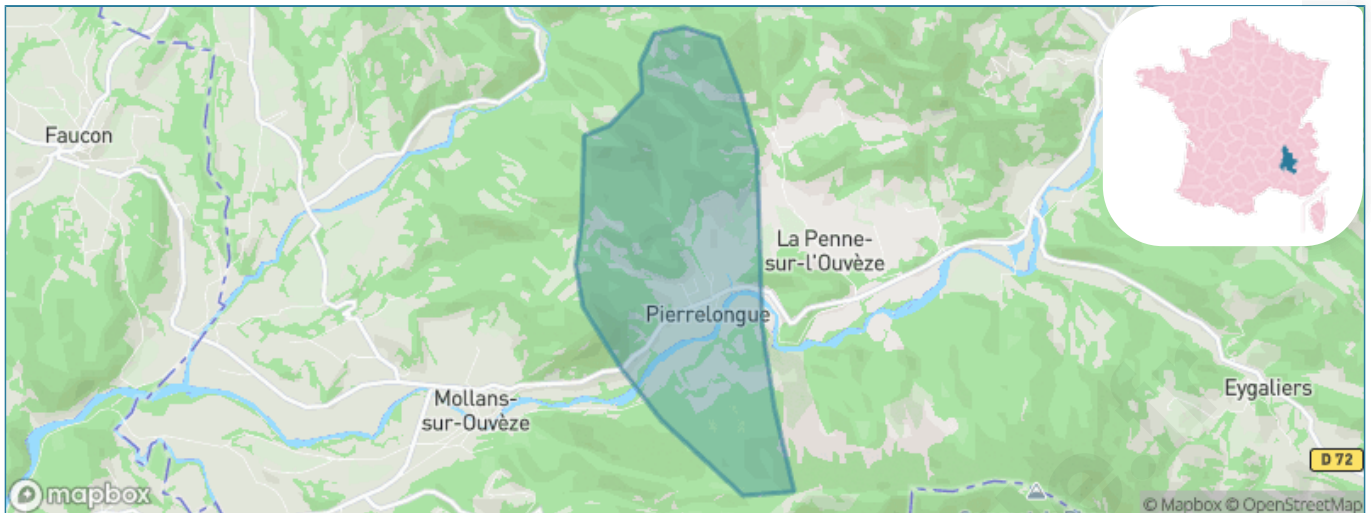 Faucon
La Penne-
sur-l'Ouvèze
Pierrelongue
Mollans-
sur-Ouvèze
Eygaliers
D 72
mapbox
© Mapbox © OpenStreetMap